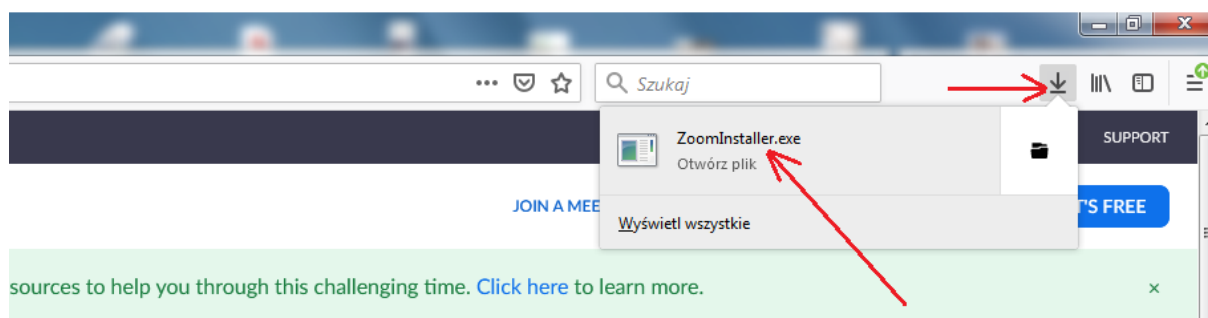 Szukaj
ZoomInstaller.exe
Otwórz plik
SUPPORT
JOIN A MEE
'S FREE
Wyświetl wszystkie
sources to help you through this challenging time. Click here to learn more.